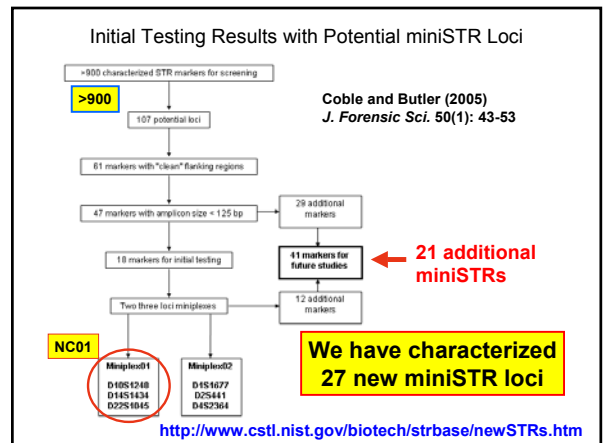 Initial Testing Results with Potential miniSTR Loci
>900 characterized STR markers for screening
>900
Coble and Butler (2005)
J. Forensic Sci. 50(1): 43-53
107 potential loci
61 markers with "clean" flanking regions
47 markers with amplicon size < 125 bp
29 additional
markers
18 markers for initial testing
41 markers for
future studies
21 additional
miniSTRs
Two three loci miniplexes
12 additional
markers
NC01
Miniplex01
D10S1248
D14S1434
D22S1045
Miniplex02
D1S1677
D2S441
D4S2364
We have characterized
27 new miniSTR loci
http://www.cstl.nist.gov/biotech/strbase/newSTRs.htm